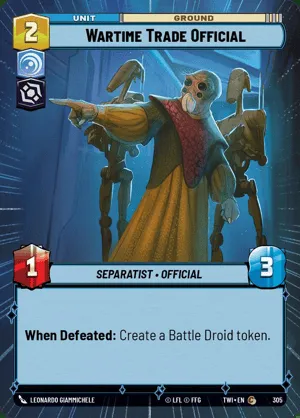 UNIT GROUND
2 WARTIME TRADE OFFICIAL
1 3
SEPARATIST • OFFICIAL
When Defeated: Create a Battle Droid token.
LEONARDO GIAMMICHELE © LFL © FFG TWI • EN C 305